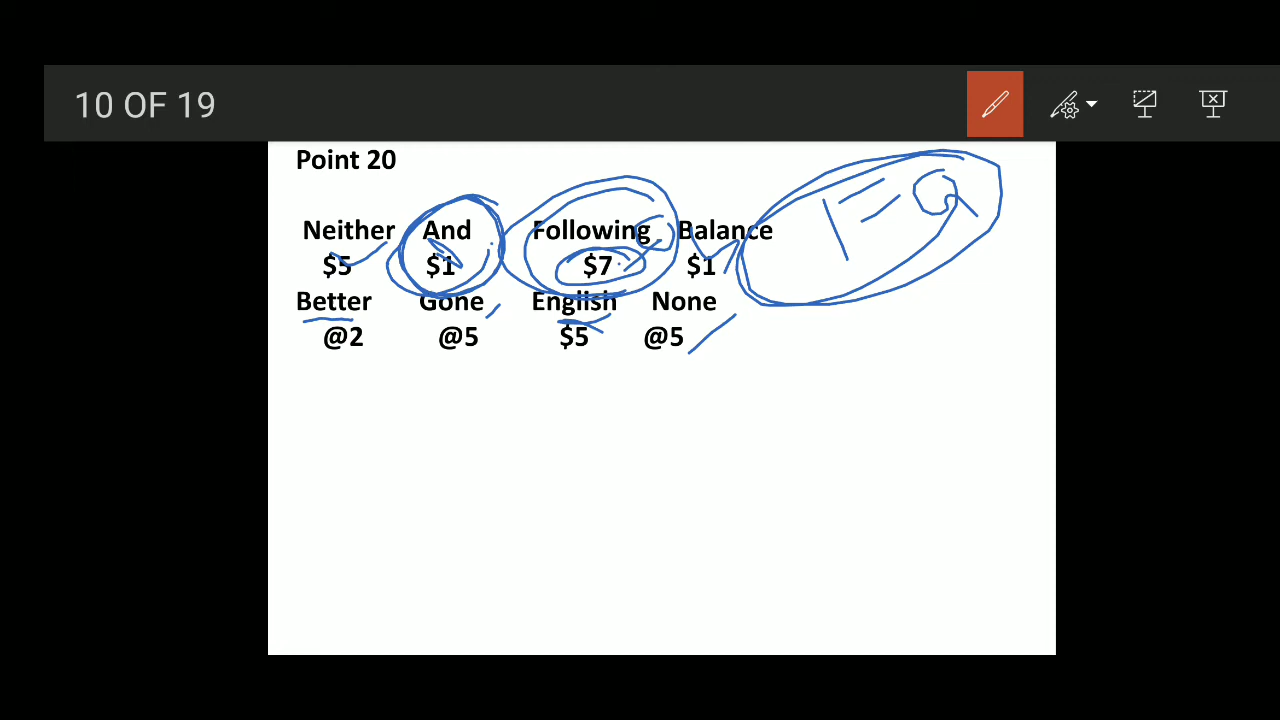 10 OF 19
Point 20
Neither And Following Balance
$5 $1 $7 $1
Better Gone English None
@2 @5 $5 @5